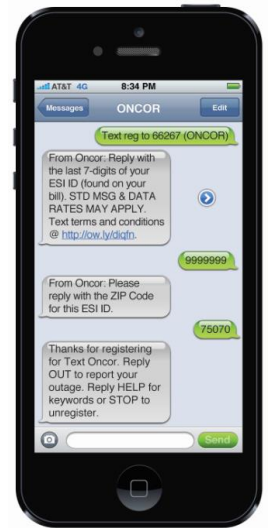 AT&T 4G 8:34 PM
Messages ONCOR Edit
Text reg to 66267 (ONCOR)
From Oncor: Reply with
the last 7-digits of your
ESI ID (found on your
bill). STD MSG & DATA
RATES MAY APPLY.
Text terms and conditions
@ http://ow.ly/diqfn.
9999999
From Oncor: Please
reply with the ZIP Code
for this ESI ID.
75070
Thanks for registering
for Text Oncor. Reply
OUT to report your
outage. Reply HELP for
keywords or STOP to
unregister.
Send